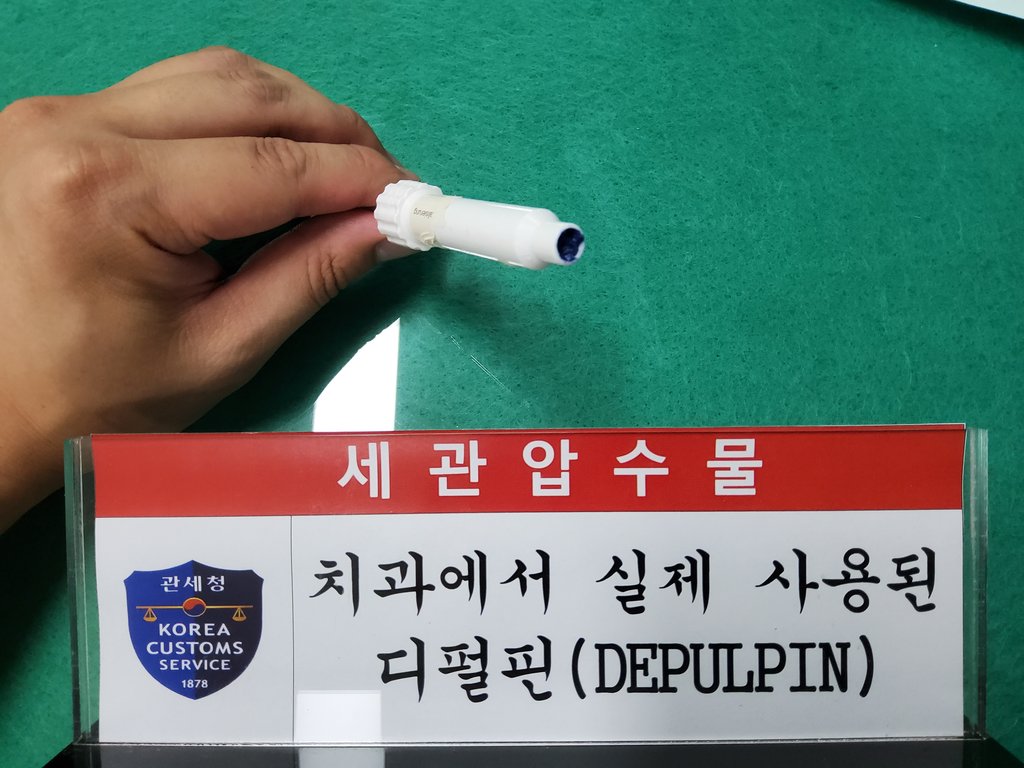 세관압수물
관세청
KOREA
CUSTOMS
SERVICE
1878
치과에서 실제 사용된
디펄핀(DEPULPIN)